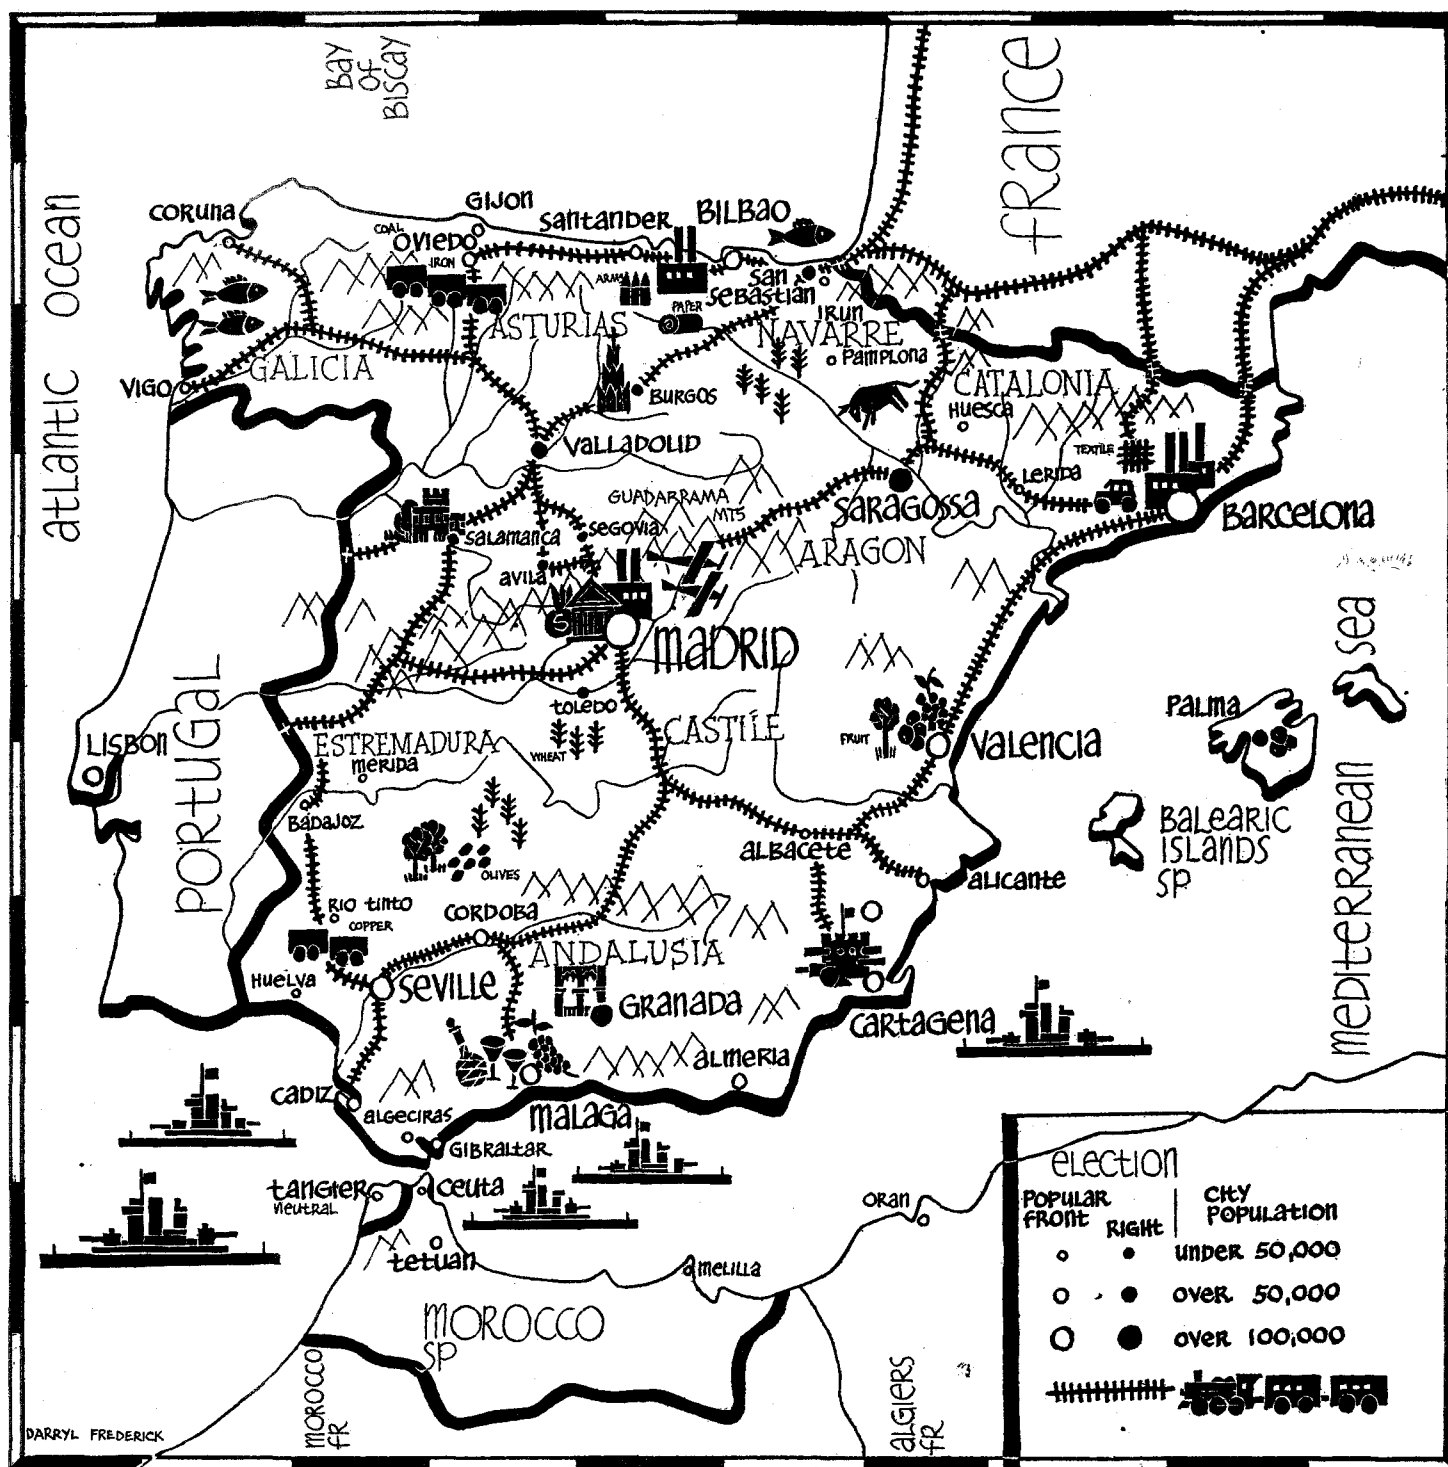 Bay
of
Biscay
France
Atlantic Ocean
Coruna
Gijon
Santander
Bilbao
Coal
Oviedo
Iron
Arms
San
Sebastian
Paper
Irun
Asturias
Navarre
Pamplona
Galicia
Vigo
Burgos
Catalonia
Huesca
Valladolid
Textile
Lerida
Guadarrama
Mts
Saragossa
Barcelona
Salamanca
Segovia
Aragon
Avila
Madrid
Sea
Portugal
Toledo
Palma
Castile
Lisbon
Estremadura
Wheat
Fruit
Valencia
Merida
Mediterranean
Badajoz
Balearic
Islands
SP
Albacete
Olives
Alicante
Rio Tinto
Copper
Cordoba
Andalusia
Huelva
Seville
Granada
Cartagena
Almeria
Cadiz
Algeciras
Malaga
Gibraltar
Tangier
Neutral
Ceuta
Oran
Tetuan
Melilla
Morocco
SP
Morocco
FR
Algiers
FR
Election
Popular
Front
Right
City
Population
under 50,000
over 50,000
over 100,000
Darryl Frederick